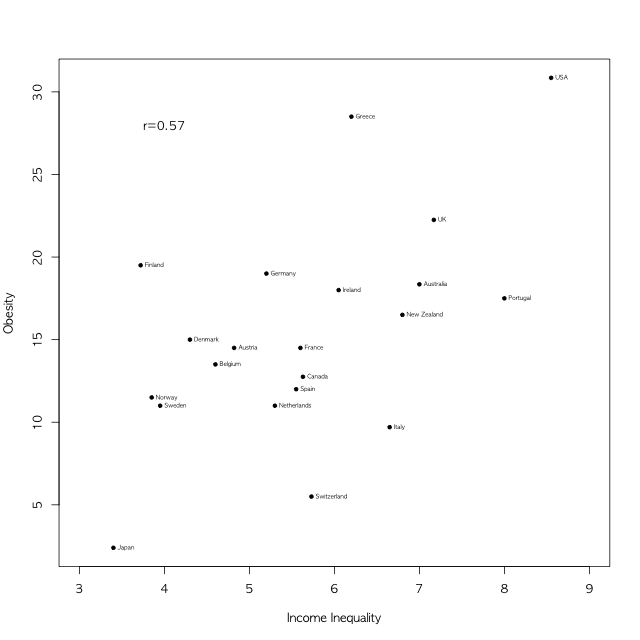 USA
30
Greece
r=0.57
25
UK
20
Finland
Germany
Australia
Ireland
Portugal
New Zealand
Obesity
15
Denmark
Austria
France
Belgium
Canada
Spain
Norway
Sweden
Netherlands
10
Italy
Switzerland
5
Japan
3 4 5 6 7 8 9
Income Inequality